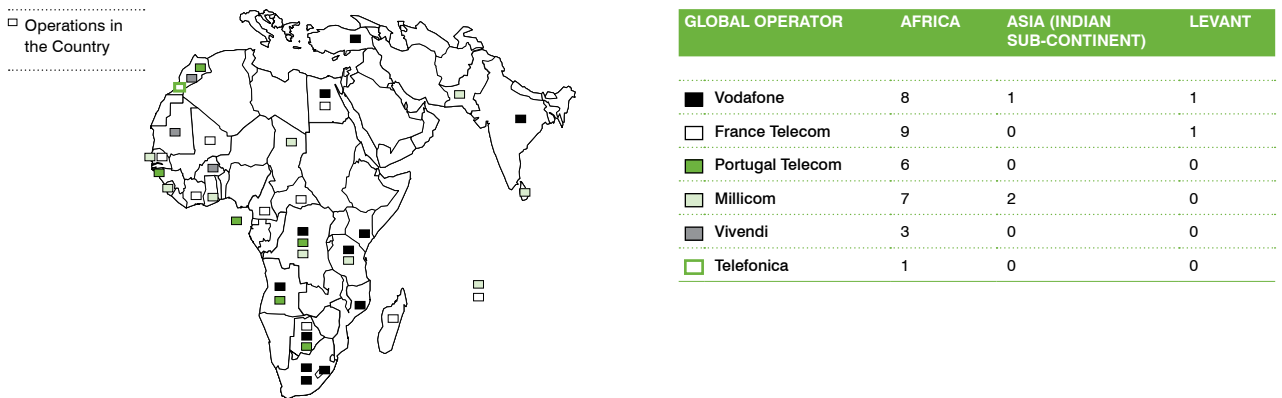 Operations in
the Country
GLOBAL OPERATOR AFRICA ASIA (INDIAN SUB-CONTINENT) LEVANT
Vodafone 8 1 1
France Telecom 9 0 1
Portugal Telecom 6 0 0
Millicom 7 2 0
Vivendi 3 0 0
Telefonica 1 0 0